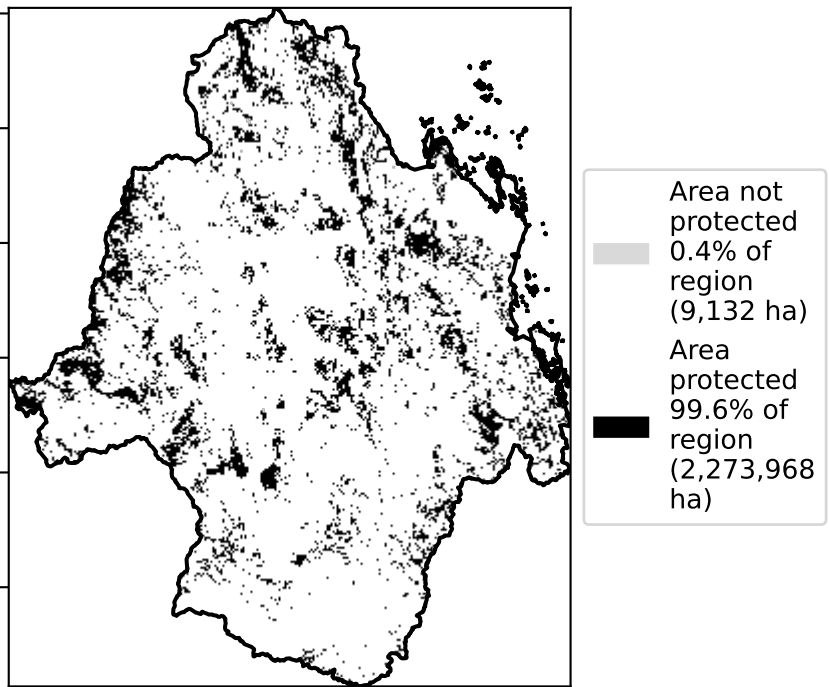 Area not
protected
0.4% of
region
(9,132 ha)
Area
protected
99.6% of
region
(2,273,968
ha)